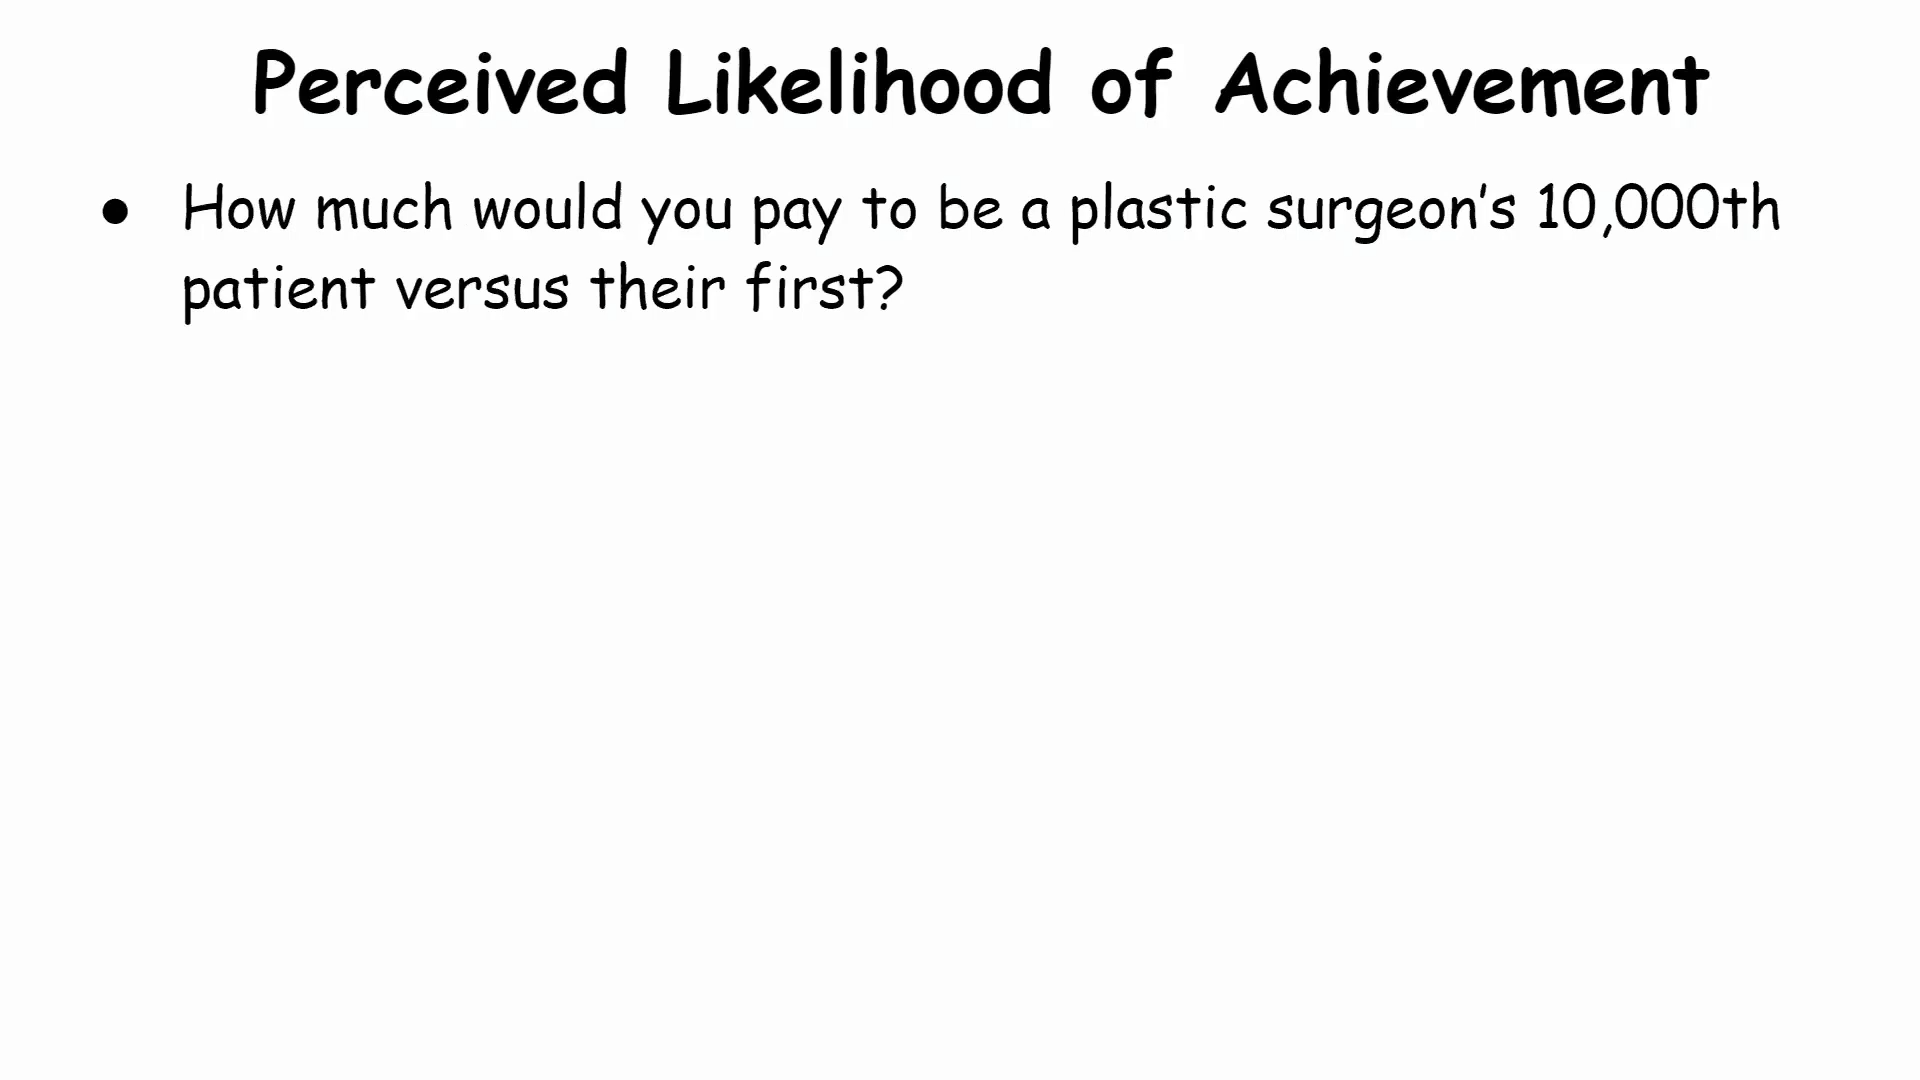 Perceived Likelihood of Achievement
● How much would you pay to be a plastic surgeon’s 10,000th
patient versus their first?